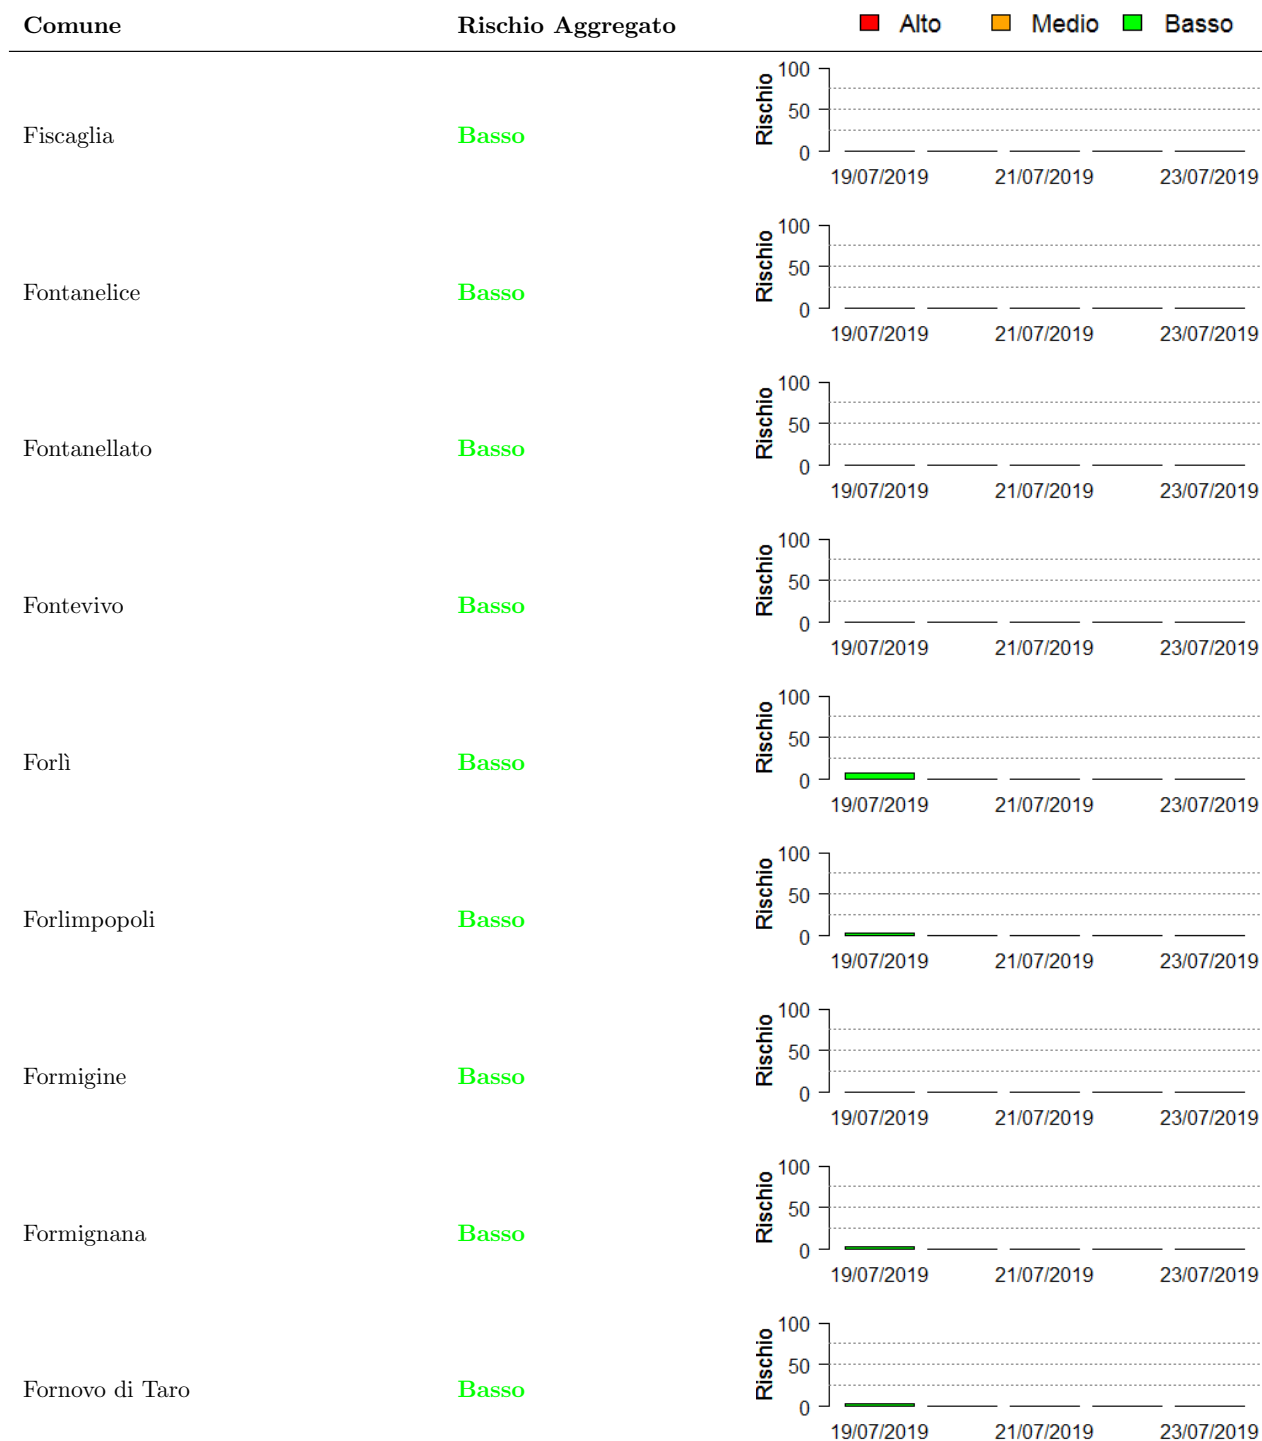 Comune Rischio Aggregato Alto Medio Basso
100
50
0
Rischio
Fiscaglia Basso
19/07/2019 21/07/2019 23/07/2019
100
50
0
Rischio
Fontanelice Basso
19/07/2019 21/07/2019 23/07/2019
100
50
0
Rischio
Fontanellato Basso
19/07/2019 21/07/2019 23/07/2019
100
50
0
Rischio
Fontevivo Basso
19/07/2019 21/07/2019 23/07/2019
100
50
0
Rischio
Forlì Basso
19/07/2019 21/07/2019 23/07/2019
100
50
0
Rischio
Forlimpopoli Basso
19/07/2019 21/07/2019 23/07/2019
100
50
0
Rischio
Formigine Basso
19/07/2019 21/07/2019 23/07/2019
100
50
0
Rischio
Formignana Basso
19/07/2019 21/07/2019 23/07/2019
100
50
0
Rischio
Fornovo di Taro Basso
19/07/2019 21/07/2019 23/07/2019